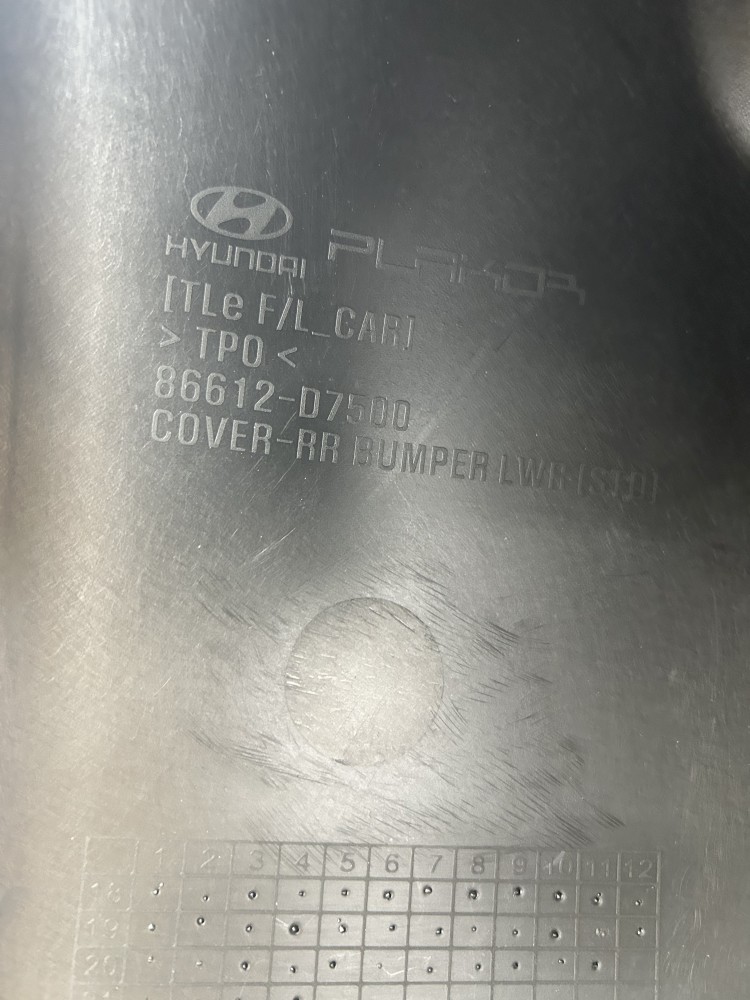 HYUNDAI PLAKOR
[TLe F/L_CAR]
> TPO <
86612-D7500
COVER-RR BUMPER LWR [STD]
1 2 3 4 5 6 7 8 9 10 11 12
18
19
20